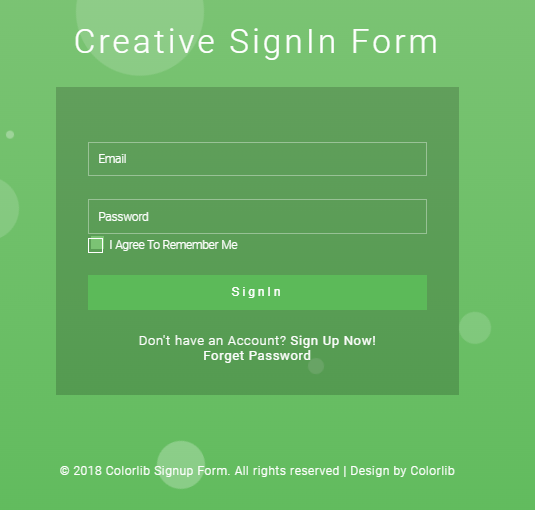 Creative SignIn Form
Email
Password
I Agree To Remember Me
SignIn
Don't have an Account? Sign Up Now!
Forget Password
© 2018 Colorlib Signup Form. All rights reserved | Design by Colorlib